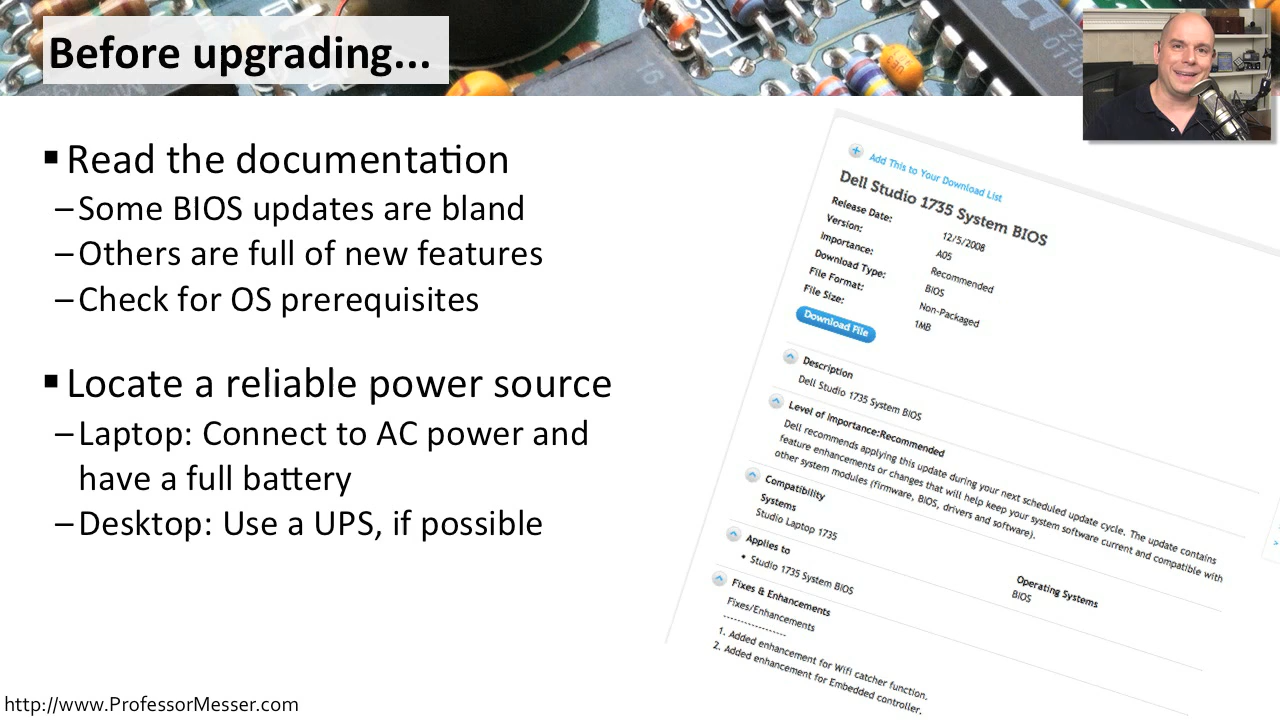 Before upgrading...
▪ Read the documentation
– Some BIOS updates are bland
– Others are full of new features
– Check for OS prerequisites
▪ Locate a reliable power source
– Laptop: Connect to AC power and
have a full battery
– Desktop: Use a UPS, if possible
http://www.ProfessorMesser.com
Add This to Your Download List
Dell Studio 1735 System BIOS
Release Date: 12/5/2008
Version: A05
Importance: Recommended
Download Type: BIOS
File Format: Non-Packaged
File Size: 1MB
Download File
Description
Dell Studio 1735 System BIOS
Level of Importance:Recommended
Dell recommends applying this update during your next scheduled update cycle. The update contains
feature enhancements or changes that will help keep your system software current and compatible with
other system modules (firmware, BIOS, drivers and software).
Compatibility
Systems
Studio Laptop 1735
Operating Systems
BIOS
Applies to
• Studio 1735 System BIOS
Fixes & Enhancements
Fixes/Enhancements
----------------
1. Added enhancement for Wifi catcher function.
2. Added enhancement for Embedded controller.